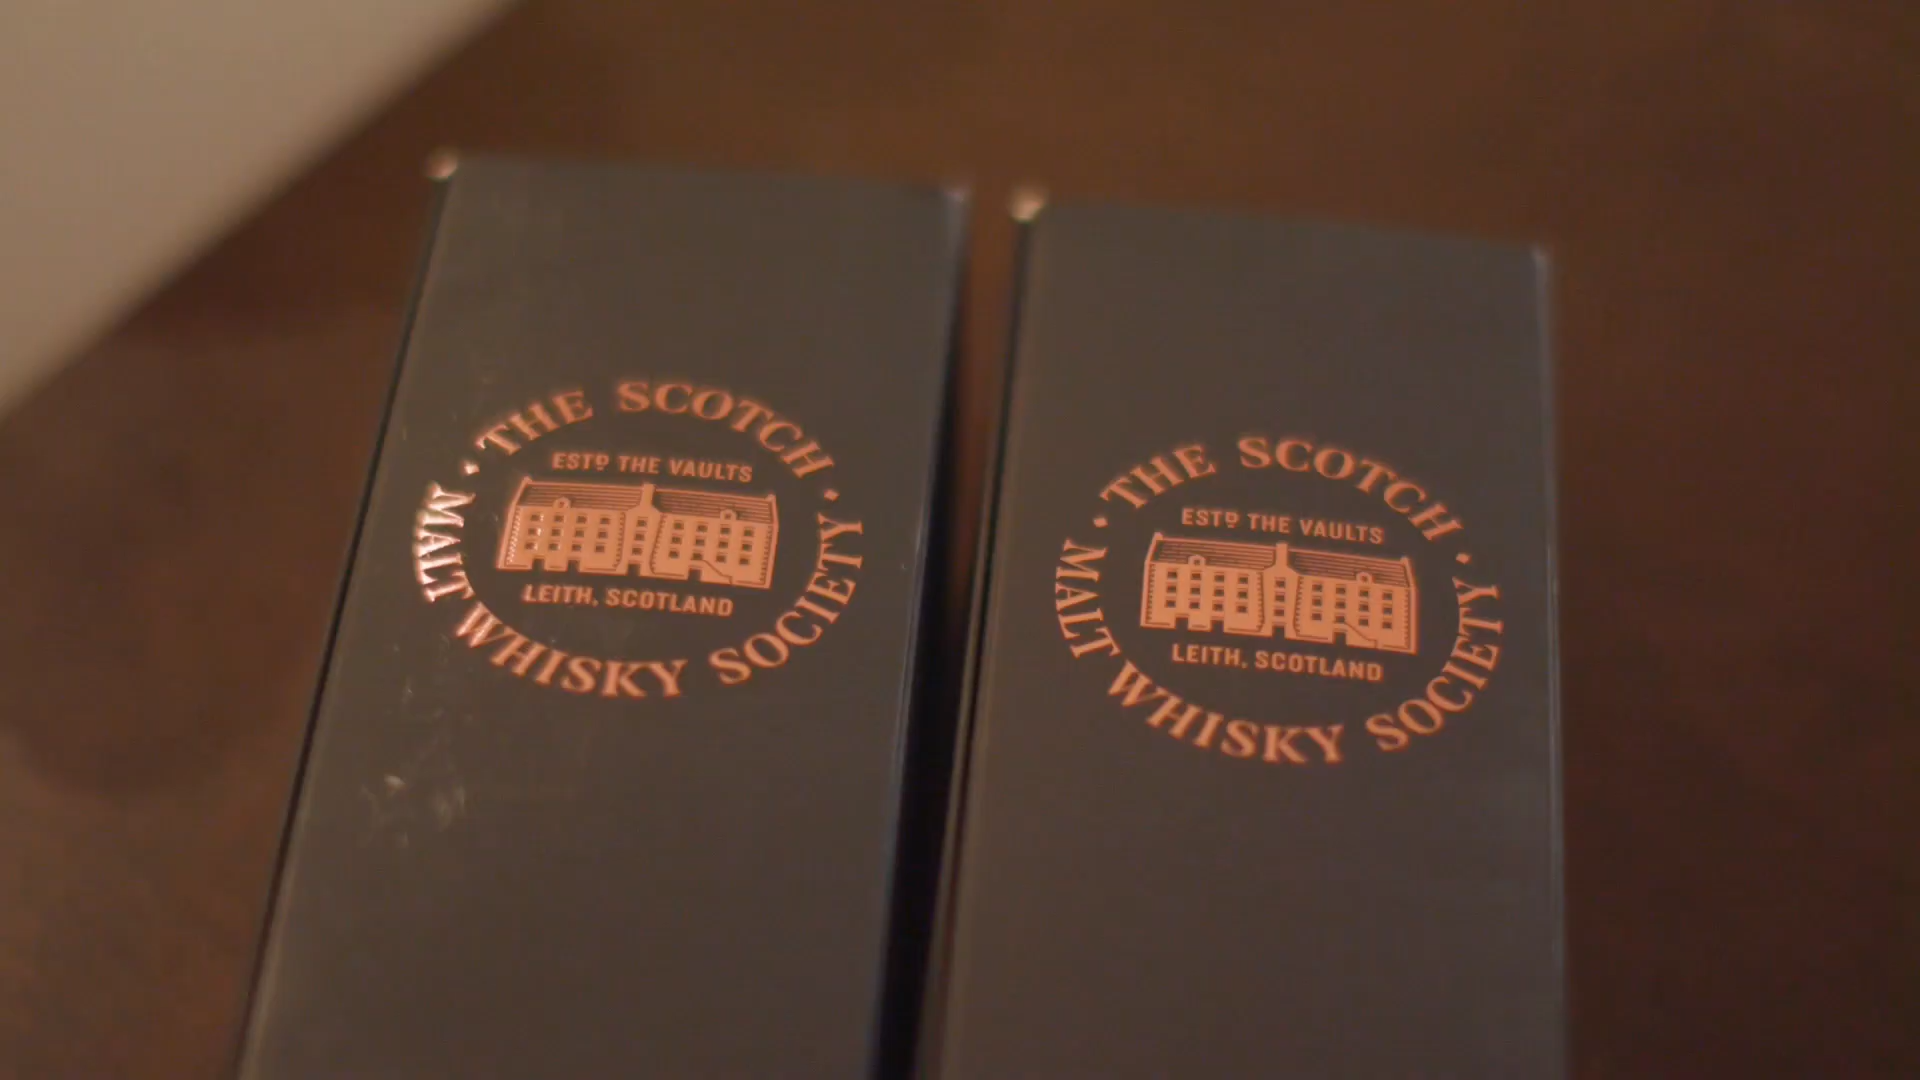 THE SCOTCH
ESTD THE VAULTS
LEITH, SCOTLAND
MALT WHISKY SOCIETY
THE SCOTCH
ESTD THE VAULTS
LEITH, SCOTLAND
MALT WHISKY SOCIETY